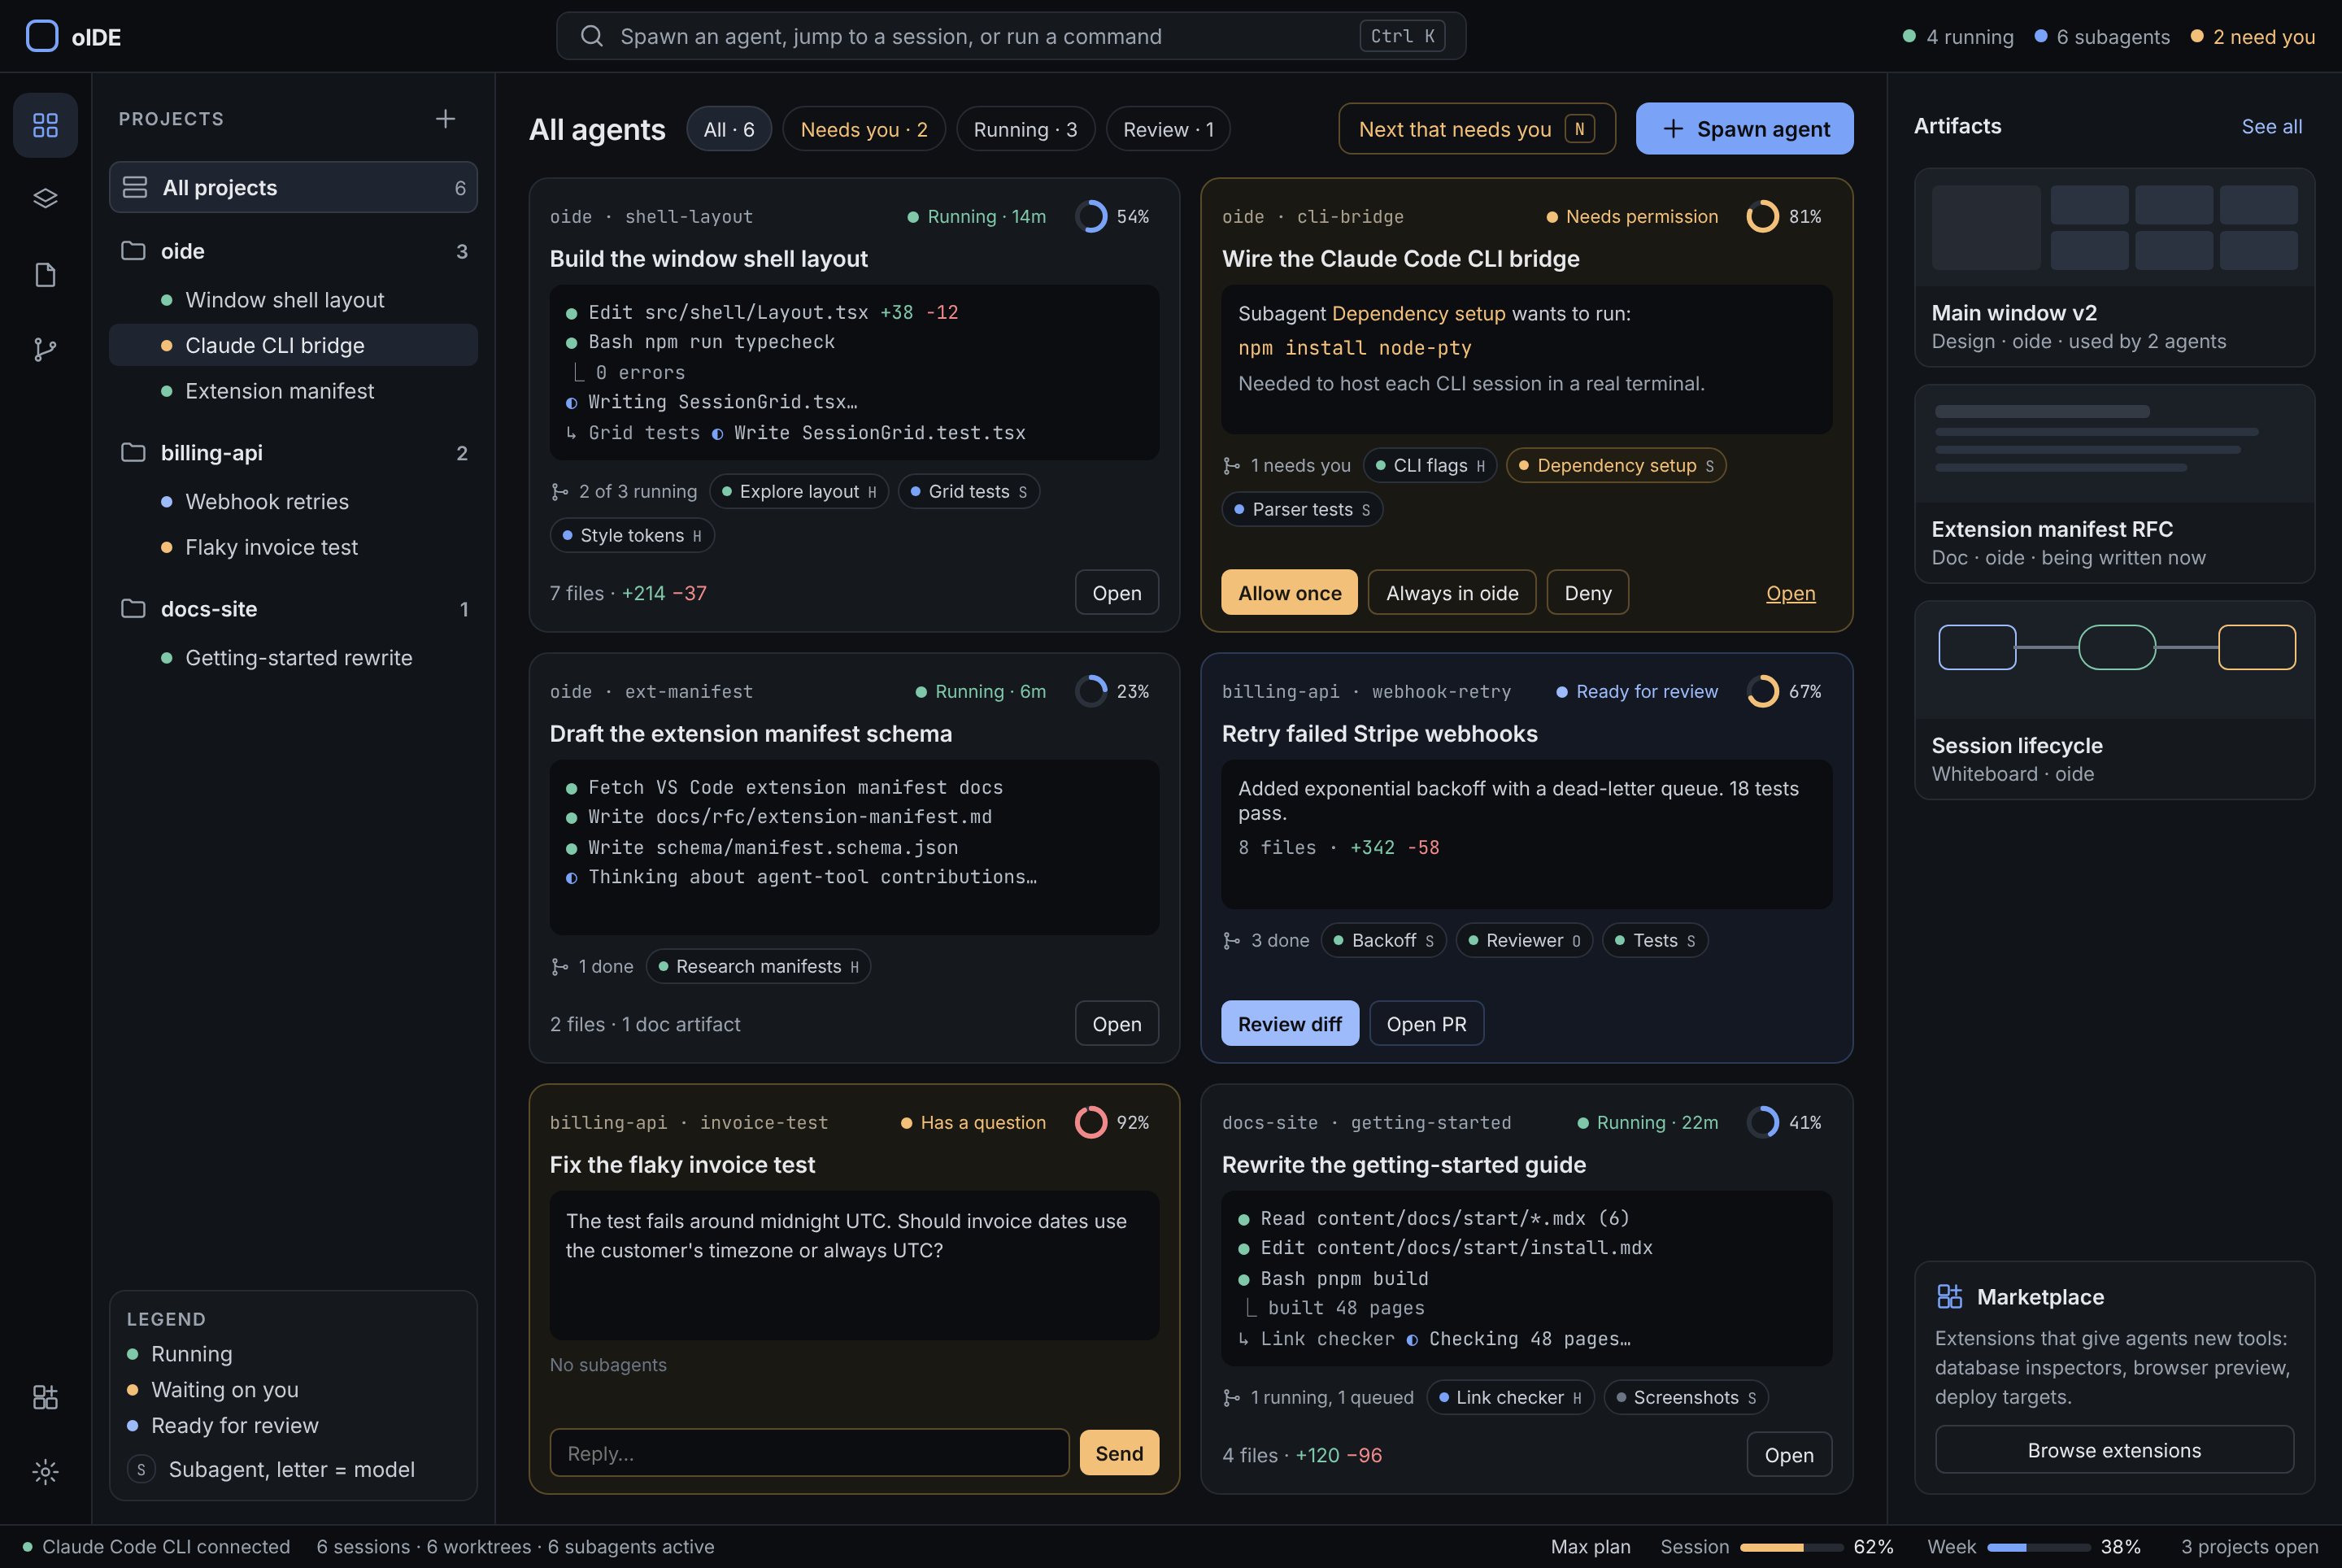 oIDE
Spawn an agent, jump to a session, or run a command
Ctrl K
4 running
6 subagents
2 need you
PROJECTS
All projects 6
oide 3
Window shell layout
Claude CLI bridge
Extension manifest
billing-api 2
Webhook retries
Flaky invoice test
docs-site 1
Getting-started rewrite
LEGEND
Running
Waiting on you
Ready for review
S Subagent, letter = model
All agents
All · 6
Needs you · 2
Running · 3
Review · 1
Next that needs you N
Spawn agent
oide · shell-layout
Running · 14m
54%
Build the window shell layout
Edit src/shell/Layout.tsx +38 -12
Bash npm run typecheck
⎿ 0 errors
◐ Writing SessionGrid.tsx…
↳ Grid tests ◐ Write SessionGrid.test.tsx
2 of 3 running
Explore layout H
Grid tests S
Style tokens H
7 files · +214 −37
Open
oide · cli-bridge
Needs permission
81%
Wire the Claude Code CLI bridge
Subagent Dependency setup wants to run:
npm install node-pty
Needed to host each CLI session in a real terminal.
1 needs you
CLI flags H
Dependency setup S
Parser tests S
Allow once
Always in oide
Deny
Open
oide · ext-manifest
Running · 6m
23%
Draft the extension manifest schema
Fetch VS Code extension manifest docs
Write docs/rfc/extension-manifest.md
Write schema/manifest.schema.json
◐ Thinking about agent-tool contributions…
1 done
Research manifests H
2 files · 1 doc artifact
Open
billing-api · webhook-retry
Ready for review
67%
Retry failed Stripe webhooks
Added exponential backoff with a dead-letter queue. 18 tests
pass.
8 files · +342 -58
3 done
Backoff S
Reviewer O
Tests S
Review diff
Open PR
billing-api · invoice-test
Has a question
92%
Fix the flaky invoice test
The test fails around midnight UTC. Should invoice dates use
the customer's timezone or always UTC?
No subagents
Reply…
Send
docs-site · getting-started
Running · 22m
41%
Rewrite the getting-started guide
Read content/docs/start/*.mdx (6)
Edit content/docs/start/install.mdx
Bash pnpm build
⎿ built 48 pages
↳ Link checker ◐ Checking 48 pages…
1 running, 1 queued
Link checker H
Screenshots S
4 files · +120 −96
Open
Artifacts
See all
Main window v2
Design · oide · used by 2 agents
Extension manifest RFC
Doc · oide · being written now
Session lifecycle
Whiteboard · oide
Marketplace
Extensions that give agents new tools:
database inspectors, browser preview,
deploy targets.
Browse extensions
Claude Code CLI connected
6 sessions · 6 worktrees · 6 subagents active
Max plan
Session 62%
Week 38%
3 projects open